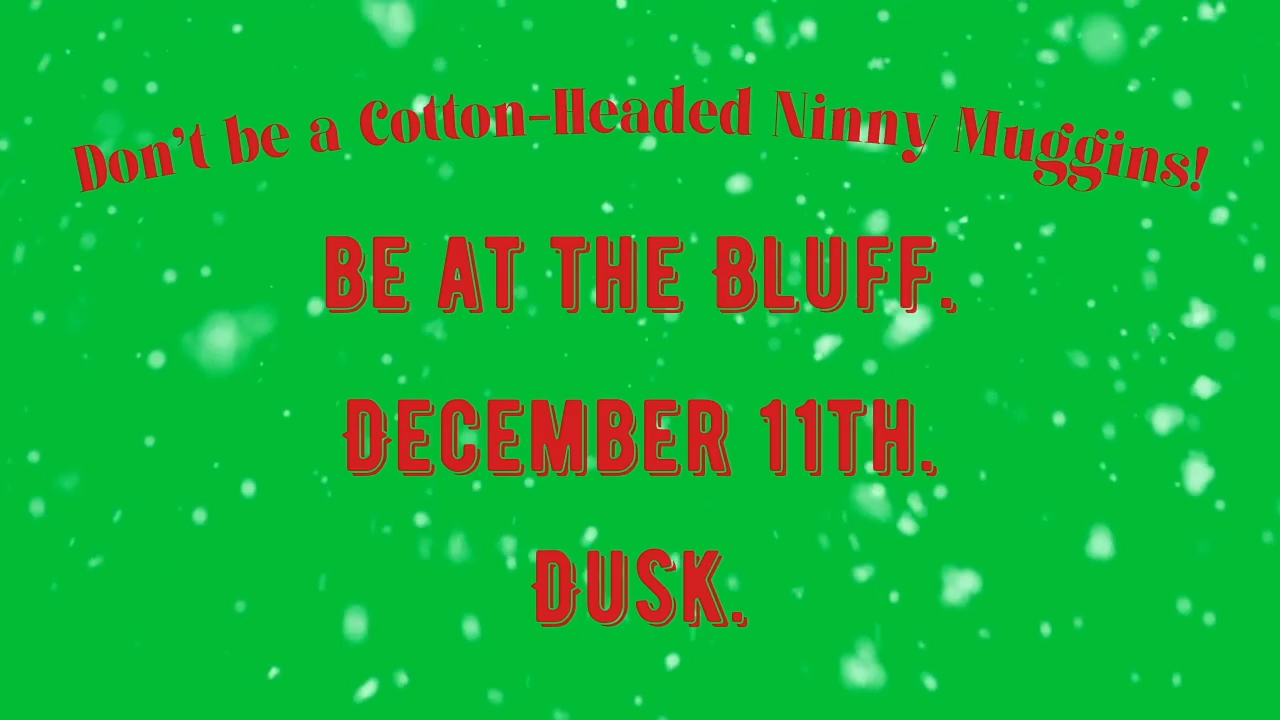 Don't be a Cotton-Headed Ninny Muggins!
BE AT THE BLUFF.
DECEMBER 11TH.
DUSK.